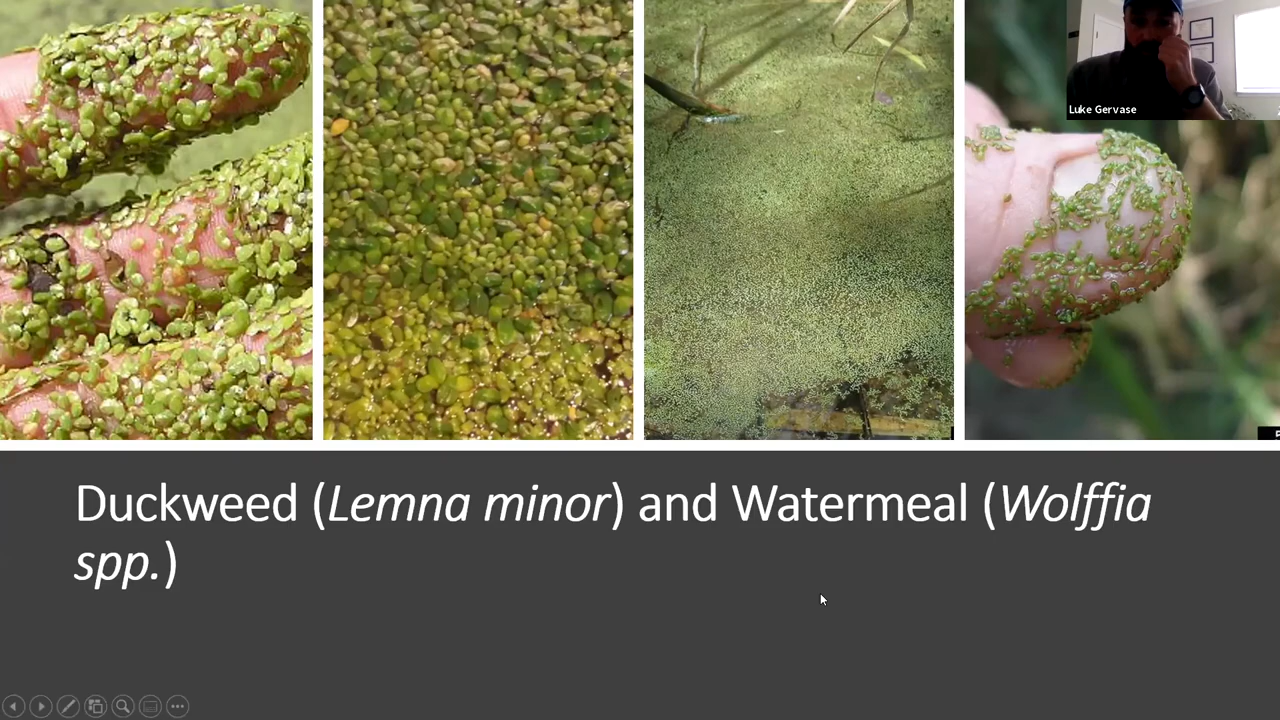 Luke Gervase
Duckweed (Lemna minor) and Watermeal (Wolffia
spp.)